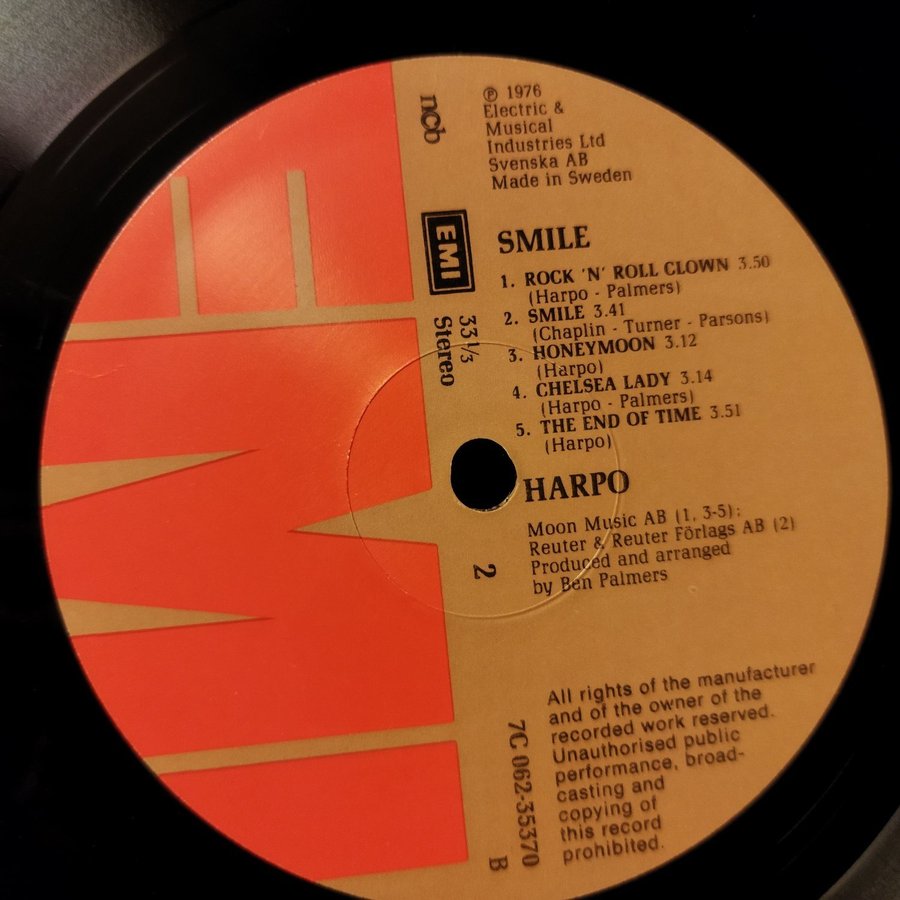 ncb
℗ 1976
Electric &
Musical
Industries Ltd
Svenska AB
Made in Sweden
EMI
33 1/3
Stereo
SMILE
1. ROCK 'N' ROLL CLOWN 3.50
(Harpo - Palmers)
2. SMILE 3.41
(Chaplin - Turner - Parsons)
3. HONEYMOON 3.12
(Harpo)
4. CHELSEA LADY 3.14
(Harpo - Palmers)
5. THE END OF TIME 3.51
(Harpo)
HARPO
Moon Music AB (1, 3-5);
Reuter & Reuter Förlags AB (2)
Produced and arranged
by Ben Palmers
2
All rights of the manufacturer
and of the owner of the
recorded work reserved.
Unauthorised public
performance, broad-
casting and
copying of
this record
prohibited.
7C 062-35370
B
EMI